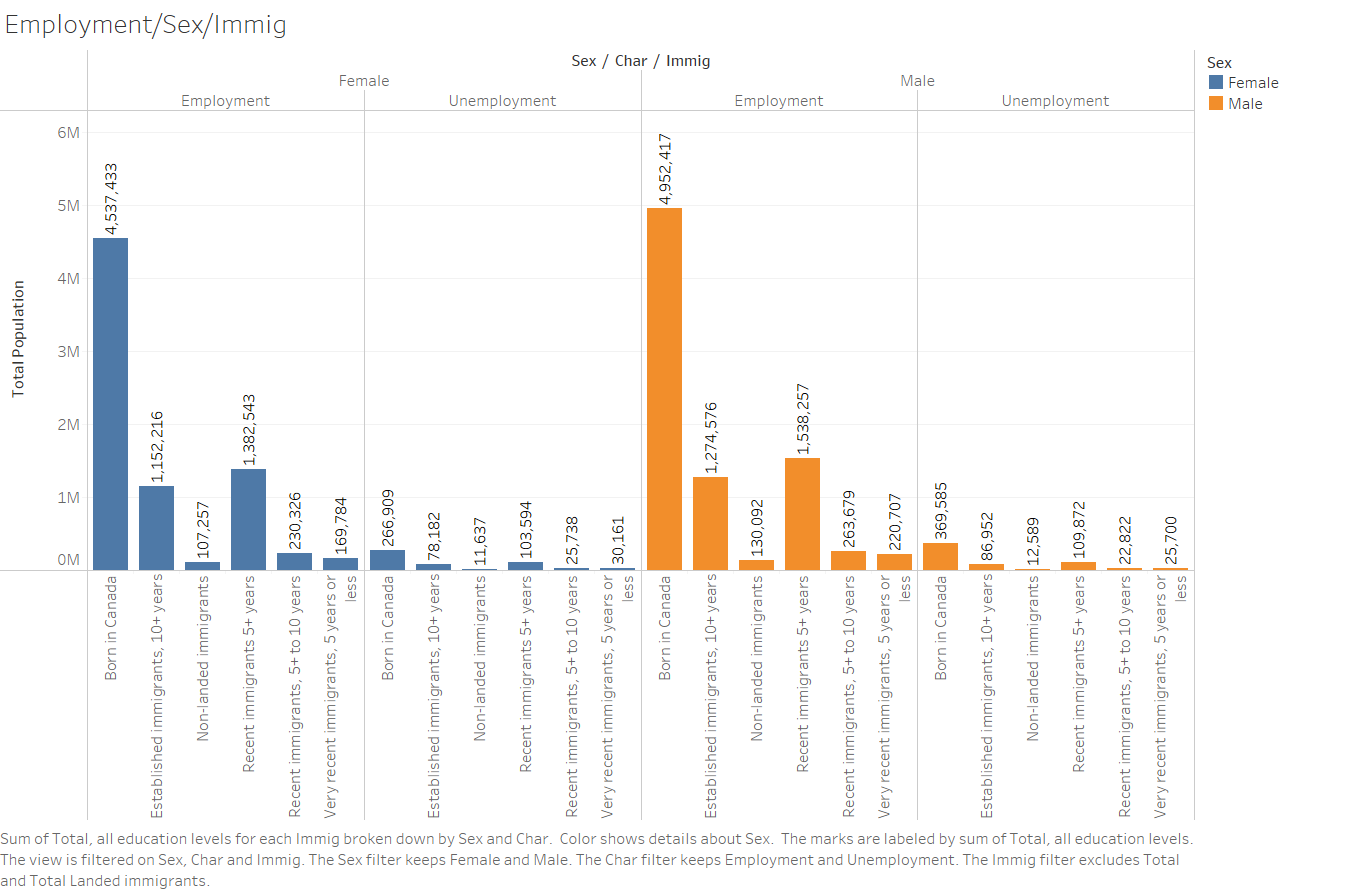 Employment/Sex/Immig
Sex / Char / Immig
Female
Male
Employment
Unemployment
Employment
Unemployment
Sex
Female
Male
Total Population
6M
5M
4M
3M
2M
1M
0M
4,537,433
1,152,216
107,257
1,382,543
230,326
169,784
266,909
78,182
11,637
103,594
25,738
30,161
4,952,417
1,274,576
130,092
1,538,257
263,679
220,707
369,585
86,952
12,589
109,872
22,822
25,700
Born in Canada
Established immigrants, 10+ years
Non-landed immigrants
Recent immigrants 5+ years
Recent immigrants, 5+ to 10 years
Very recent immigrants, 5 years or
less
Born in Canada
Established immigrants, 10+ years
Non-landed immigrants
Recent immigrants 5+ years
Recent immigrants, 5+ to 10 years
Very recent immigrants, 5 years or
less
Born in Canada
Established immigrants, 10+ years
Non-landed immigrants
Recent immigrants 5+ years
Recent immigrants, 5+ to 10 years
Very recent immigrants, 5 years or
less
Born in Canada
Established immigrants, 10+ years
Non-landed immigrants
Recent immigrants 5+ years
Recent immigrants, 5+ to 10 years
Very recent immigrants, 5 years or
less
Sum of Total, all education levels for each Immig broken down by Sex and Char.  Color shows details about Sex.  The marks are labeled by sum of Total, all education levels.
The view is filtered on Sex, Char and Immig. The Sex filter keeps Female and Male. The Char filter keeps Employment and Unemployment. The Immig filter excludes Total
and Total Landed immigrants.